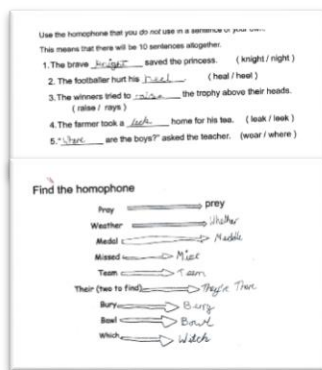 Use the homophone that you do not use in a sentence of your own.
This means that there will be 10 sentences altogether.
1. The brave knight saved the princess. ( knight / night )
2. The footballer hurt his heel . ( heal / heel )
3. The winners tried to raise the trophy above their heads.
( raise / rays )
4. The farmer took a leek home for his tea. ( leak / leek )
5. "Where are the boys?" asked the teacher. (wear / where )
Find the homophone
Pray prey
Weather Whether
Medal Meddle
Missed Mist
Team Teem
Their (two to find) They're There
Bury Berry
Bowl
Which Witch